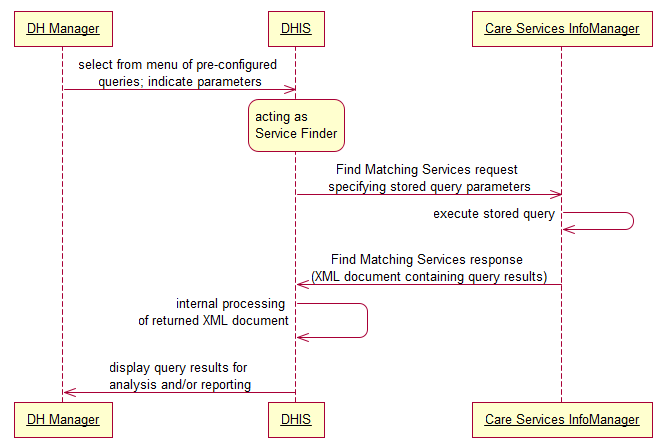 DH Manager
DHIS
Care Services InfoManager
select from menu of pre-configured
queries; indicate parameters
acting as
Service Finder
Find Matching Services request
specifying stored query parameters
execute stored query
Find Matching Services response
(XML document containing query results)
internal processing
of returned XML document
display query results for
analysis and/or reporting
DH Manager
DHIS
Care Services InfoManager